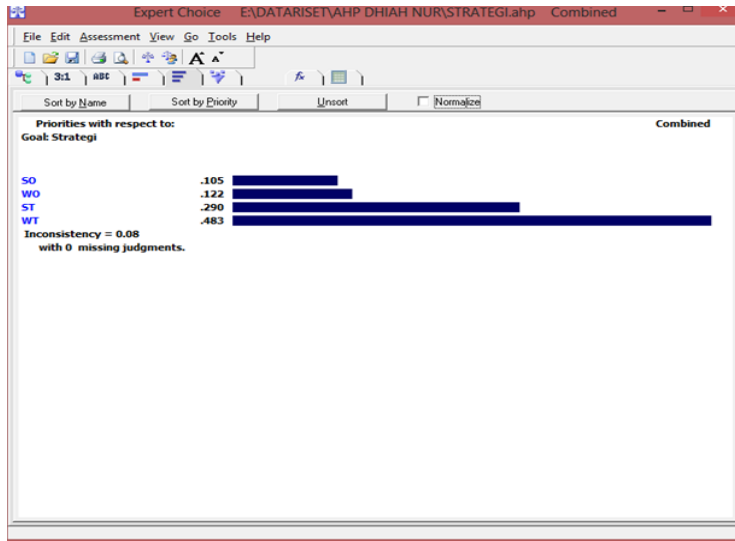 Expert Choice E:\DATARISET\AHP DHIAH NUR\STRATEGI.ahp Combined
File Edit Assessment View Go Tools Help
3:1 ABC
Sort by Name Sort by Priority Unsort Normalize
Priorities with respect to: Combined
Goal: Strategi
SO .105
WO .122
ST .290
WT .483
Inconsistency = 0.08
with 0 missing judgments.